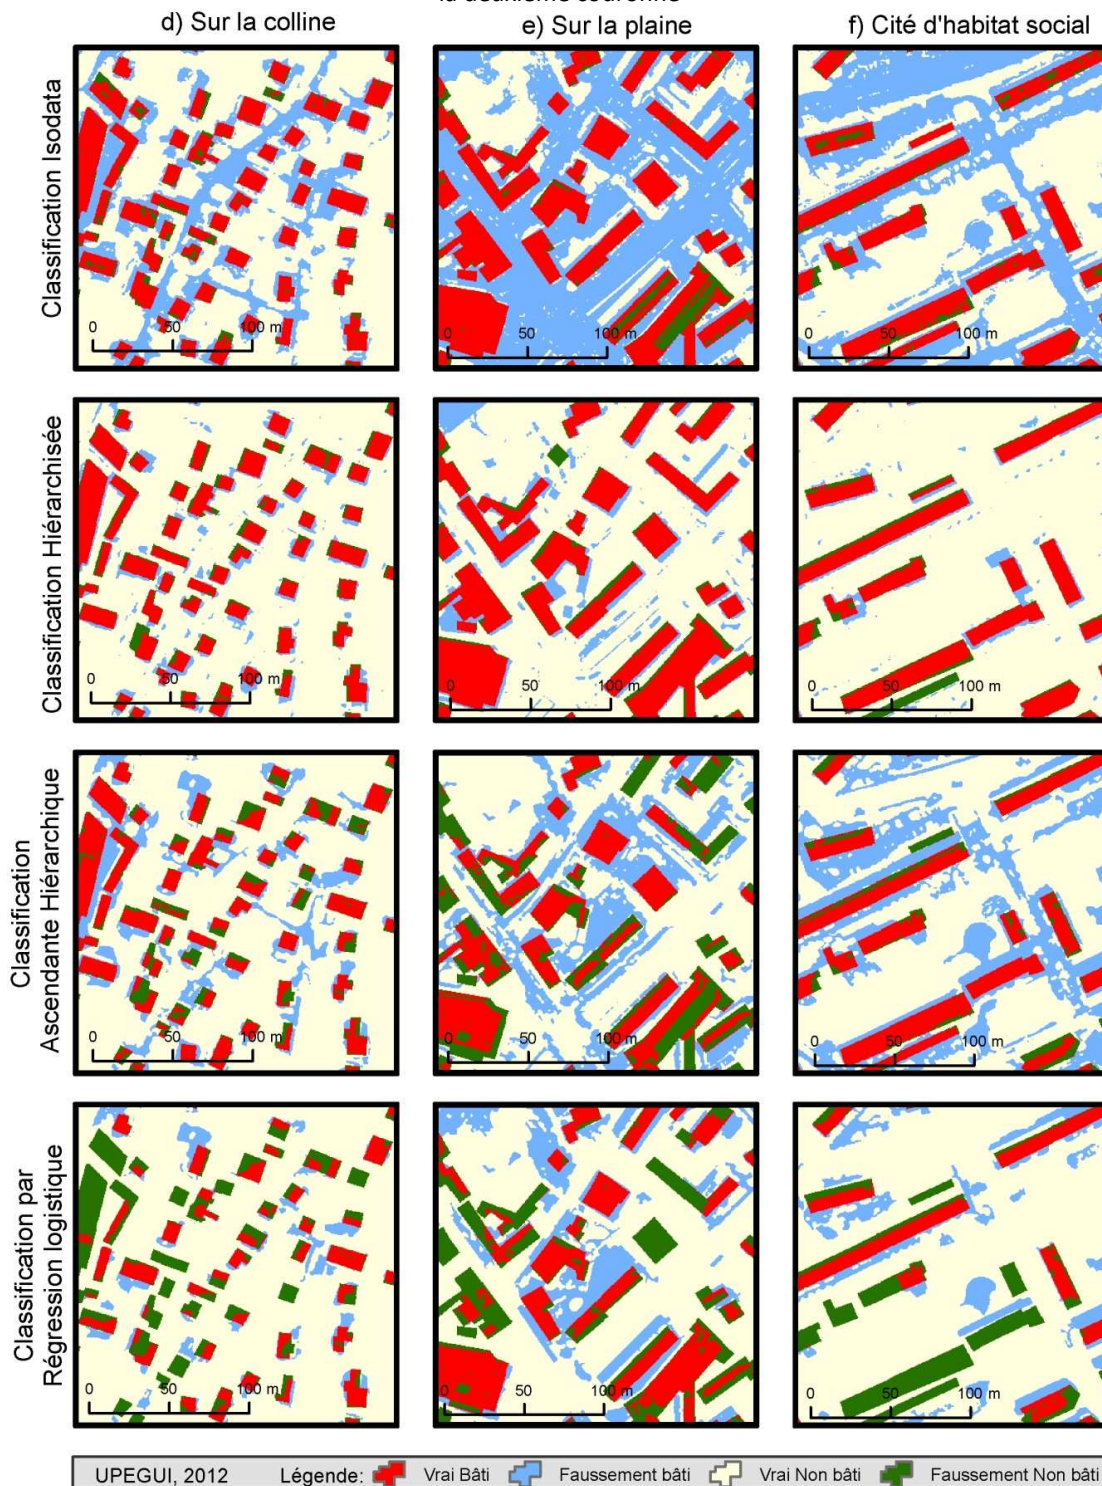 la deuxième couronne
d) Sur la colline
e) Sur la plaine
f) Cité d'habitat social
Classification Isodata
0 50 100 m
0 50 100 m
0 50 100 m
Classification Hiérarchisée
0 50 100 m
0 50 100 m
0 50 100 m
Classification
Ascendante Hiérarchique
0 50 100 m
0 50 100 m
0 50 100 m
Classification par
Régression logistique
0 50 100 m
0 50 100 m
0 50 100 m
UPEGUI, 2012 Légende: Vrai Bâti Faussement bâti Vrai Non bâti Faussement Non bâti